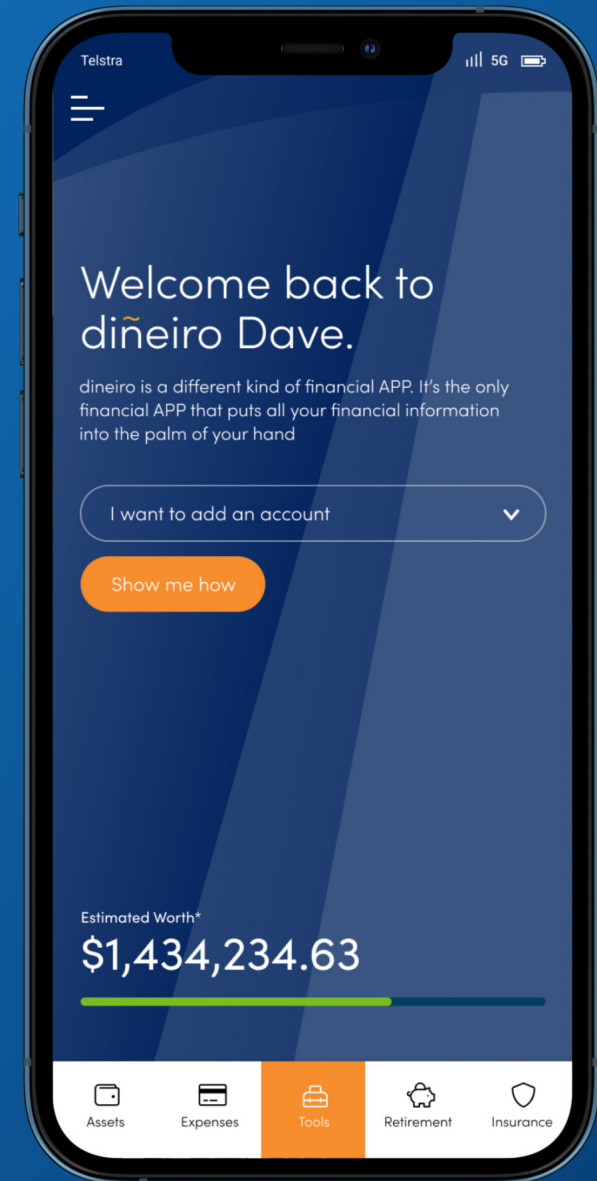 Telstra
5G
Welcome back to
diñeiro Dave.
dineiro is a different kind of financial APP. It's the only
financial APP that puts all your financial information
into the palm of your hand
I want to add an account
Show me how
Estimated Worth*
$1,434,234.63
Assets
Expenses
Tools
Retirement
Insurance